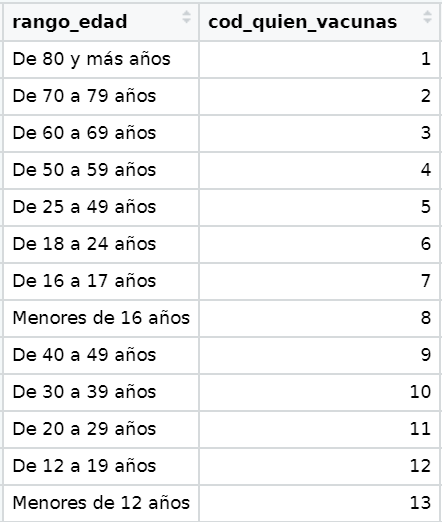 rango_edad cod_quien_vacunas
De 80 y más años 1
De 70 a 79 años 2
De 60 a 69 años 3
De 50 a 59 años 4
De 25 a 49 años 5
De 18 a 24 años 6
De 16 a 17 años 7
Menores de 16 años 8
De 40 a 49 años 9
De 30 a 39 años 10
De 20 a 29 años 11
De 12 a 19 años 12
Menores de 12 años 13